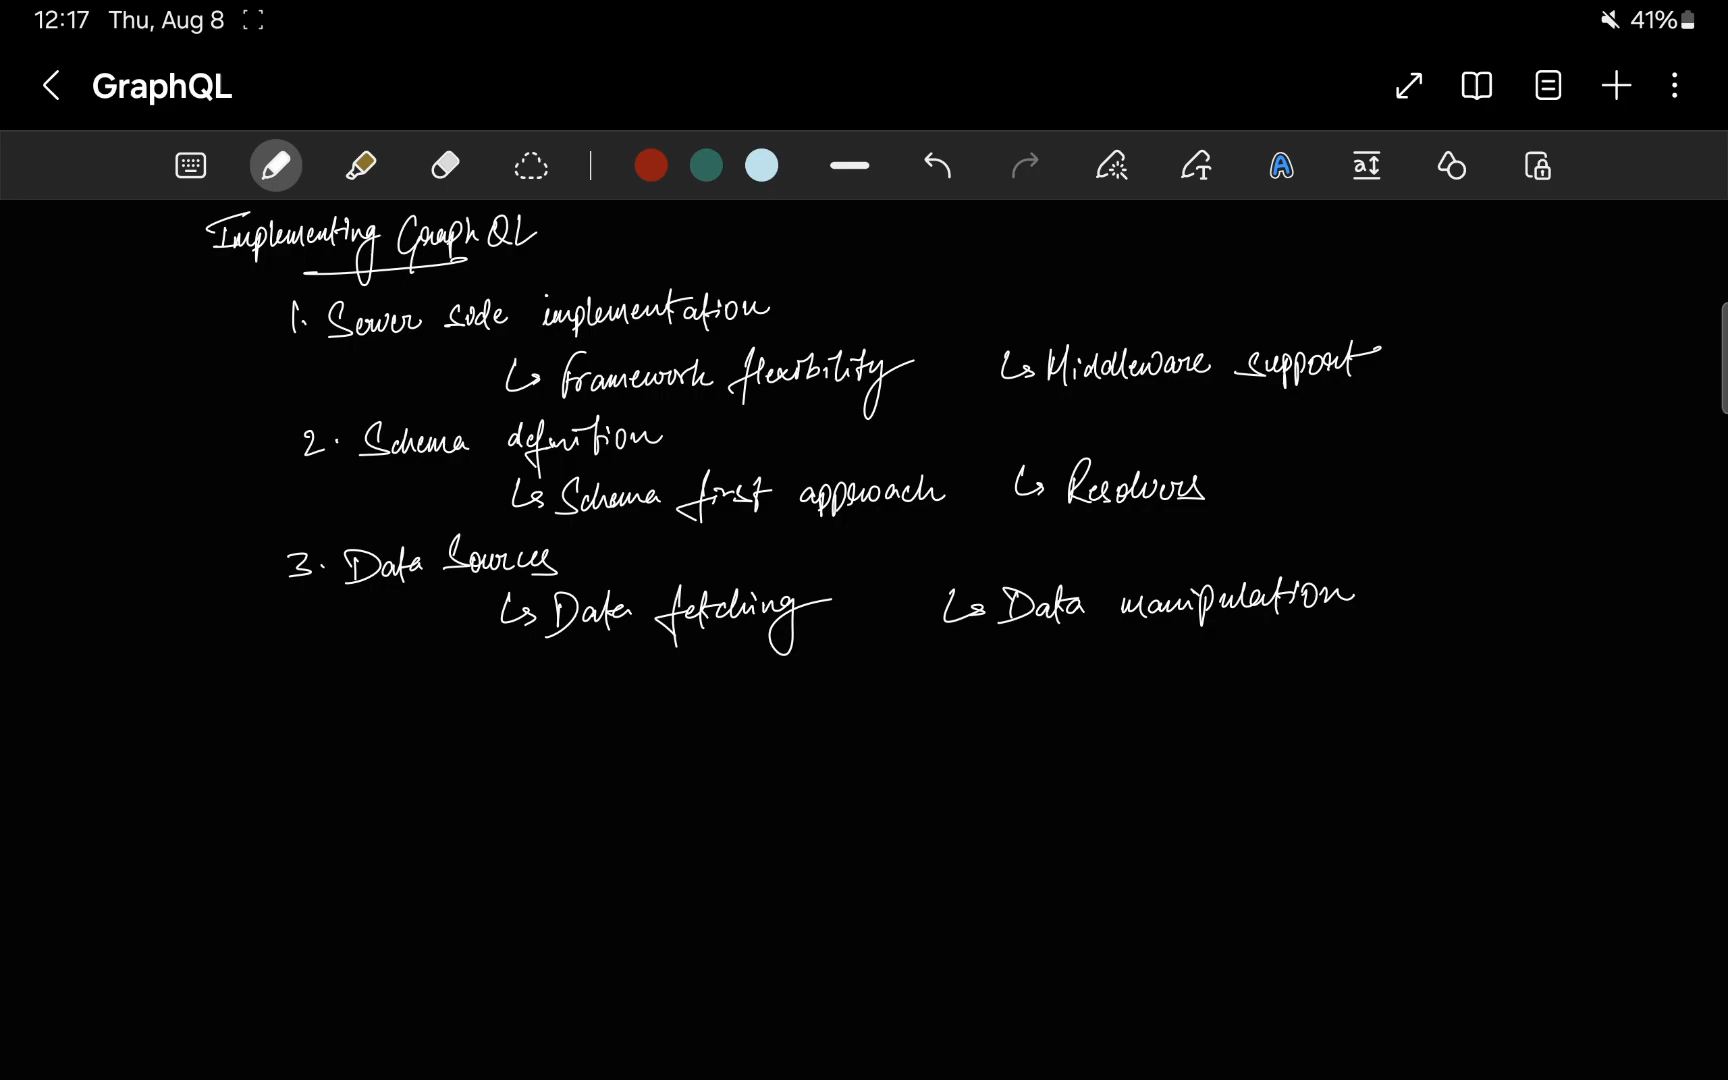 12:17 Thu, Aug 8 41%
GraphQL
Implementing GraphQL
1. Server side implementation
↳ Framework flexibility ↳ Middleware support
2. Schema definition
↳ Schema first approach ↳ Resolvers
3. Data Sources
↳ Data fetching ↳ Data manipulation